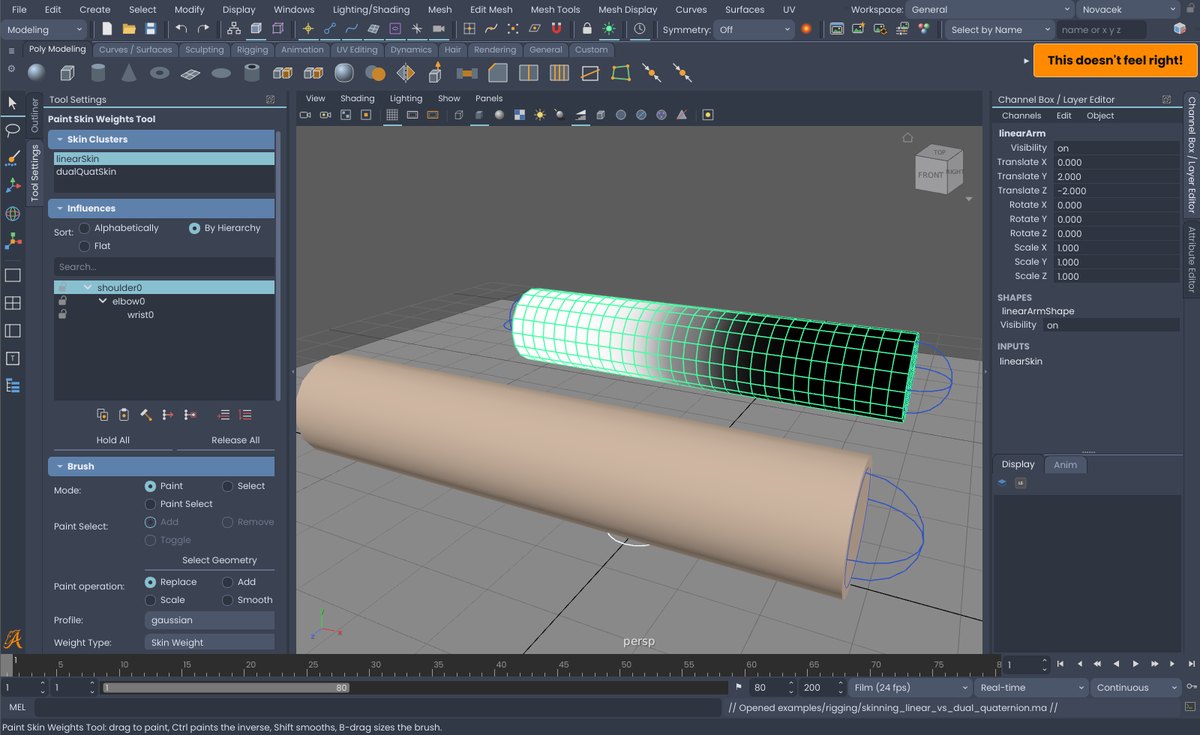 File Edit Create Select Modify Display Windows Lighting/Shading Mesh Edit Mesh Mesh Tools Mesh Display Curves Surfaces UV Workspace: General Novacek
Modeling Symmetry: Off Select by Name name or x y z
Poly Modeling Curves / Surfaces Sculpting Rigging Animation UV Editing Dynamics Hair Rendering General Custom
This doesn't feel right!
Tool Settings
Outliner
Tool Settings
Paint Skin Weights Tool
Skin Clusters
linearSkin
dualQuatSkin
Influences
Sort: Alphabetically By Hierarchy
Flat
Search...
shoulder0
elbow0
wrist0
Hold All Release All
Brush
Mode: Paint Select
Paint Select
Paint Select: Add Remove
Toggle
Select Geometry
Paint operation: Replace Add
Scale Smooth
Profile: gaussian
Weight Type: Skin Weight
View Shading Lighting Show Panels
TOP
FRONT RIGHT
persp
y
z x
Channel Box / Layer Editor
Channels Edit Object
linearArm
Visibility on
Translate X 0.000
Translate Y 2.000
Translate Z -2.000
Rotate X 0.000
Rotate Y 0.000
Rotate Z 0.000
Scale X 1.000
Scale Y 1.000
Scale Z 1.000
SHAPES
linearArmShape
Visibility on
INPUTS
linearSkin
Display Anim
Channel Box / Layer Editor
Attribute Editor
1 5 10 15 20 25 30 35 40 45 50 55 60 65 70 75 8 1
1 1 1 80 80 200 Film (24 fps) Real-time Continuous
MEL // Opened examples/rigging/skinning_linear_vs_dual_quaternion.ma //
Paint Skin Weights Tool: drag to paint, Ctrl paints the inverse, Shift smooths, B-drag sizes the brush.